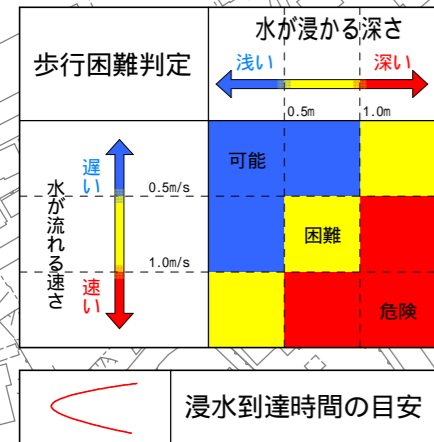 水が浸かる深さ
歩行困難判定
浅い
深い
0.5m
1.0m
可能
遅い
水が流れる速さ
0.5m/s
困難
1.0m/s
速い
危険
浸水到達時間の目安